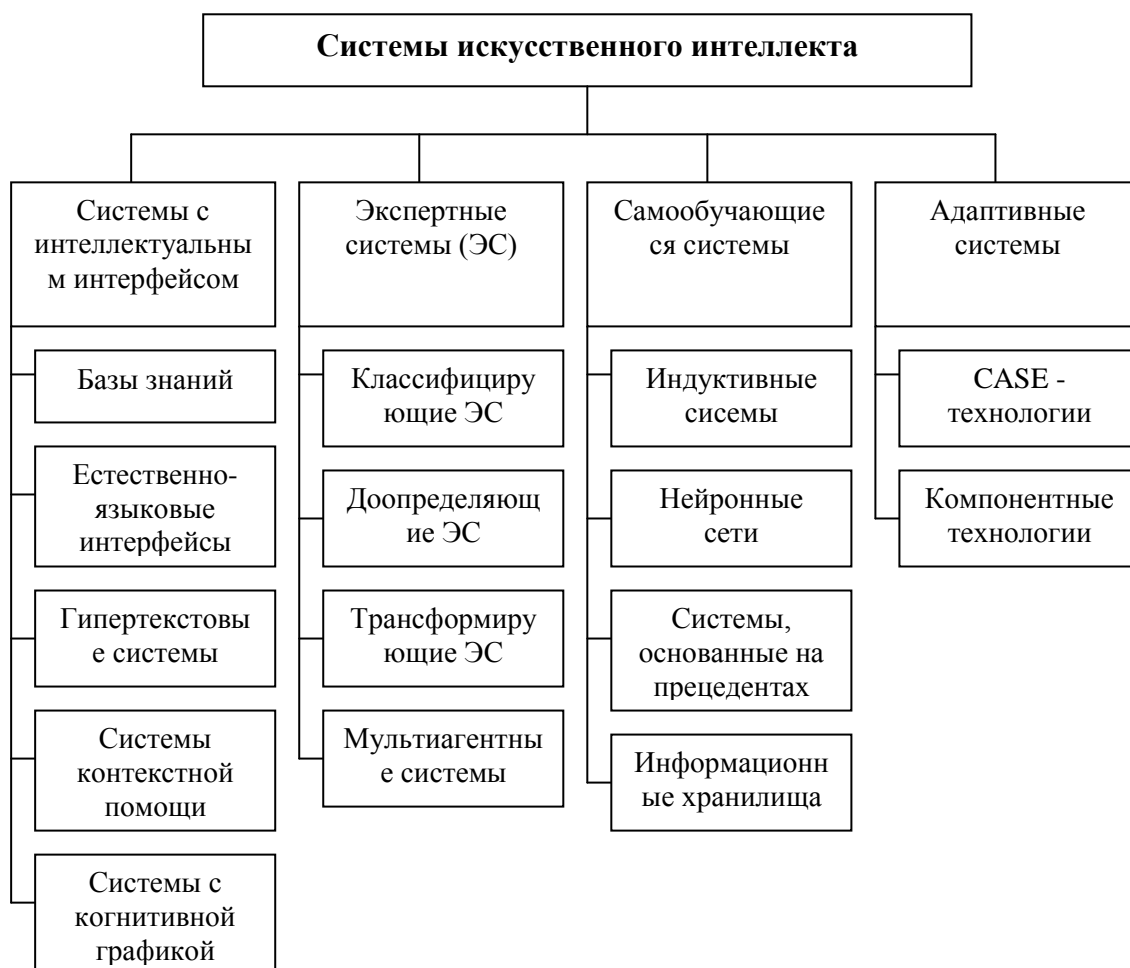 Системы искусственного интеллекта
Системы с
интеллектуальны
м интерфейсом
Экспертные
системы (ЭС)
Самообучающие
ся системы
Адаптивные
системы
Базы знаний
Естественно-
языковые
интерфейсы
Гипертекстовы
е системы
Системы
контекстной
помощи
Системы с
когнитивной
графикой
Классифициру
ющие ЭС
Доопределяющ
ие ЭС
Трансформиру
ющие ЭС
Мультиагентны
е системы
Индуктивные
сисемы
Нейронные
сети
Системы,
основанные на
прецедентах
Информационн
ые хранилища
CASE -
технологии
Компонентные
технологии